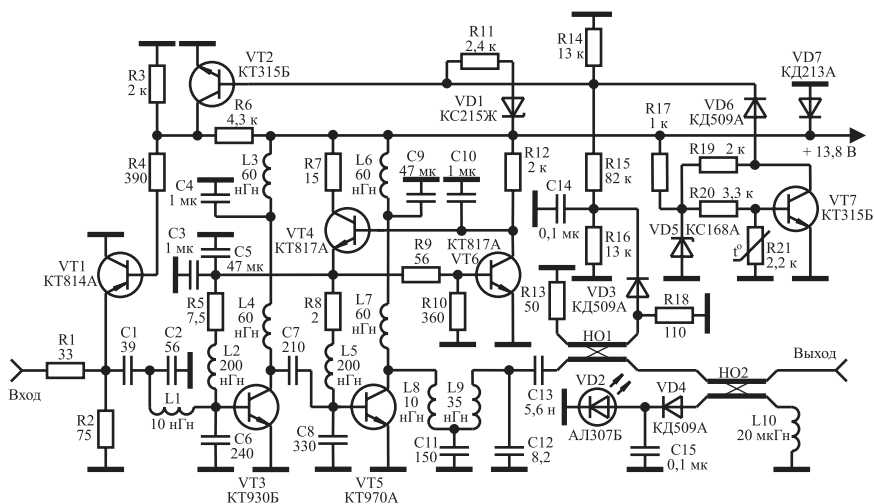 R11
2,4 к
R14
13 к
VD7
КД213А
VT2
КТ315Б
R3
2 к
VD1
КС215Ж
VD6
КД509А
R17
1 к
R6
4,3 к
+ 13,8 В
R4
390
L3
60
нГн
R7
15
L6
60
нГн
C9
47 мк
C10
1 мк
R12
2 к
R15
82 к
R19
2 к
C4
1 мк
C14
0,1 мк
R20
3,3 к
VT7
КТ315Б
VT4
КТ817А
КТ817А
VT6
VD5
КС168А
R16
13 к
t°
R21
2,2 к
VT1
КТ814А
C3
1 мк
C5
47 мк
R9
56
R13
50
VD3
КД509А
R18
110
R5
7,5
L4
60
нГн
R8
2
L7
60
нГн
R10
360
R1
33
C1
39
C2
56
L2
200
нГн
C7
210
L5
200
нГн
НО1
НО2
Выход
Вход
L1
10 нГн
L8
10
нГн
L9
35
нГн
C13
5,6 н
VD2
АЛ307Б
VD4
КД509А
L10
20 мкГн
R2
75
C6
240
C8
330
C11
150
C12
8,2
C15
0,1 мк
VT3
КТ930Б
VT5
КТ970А